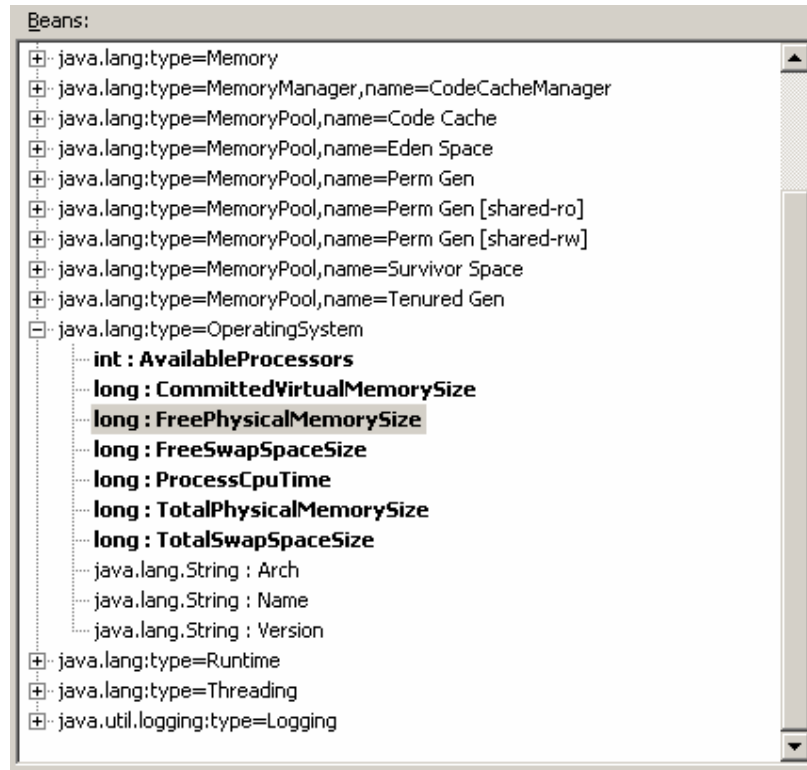 Beans:
java.lang:type=Memory
java.lang:type=MemoryManager,name=CodeCacheManager
java.lang:type=MemoryPool,name=Code Cache
java.lang:type=MemoryPool,name=Eden Space
java.lang:type=MemoryPool,name=Perm Gen
java.lang:type=MemoryPool,name=Perm Gen [shared-ro]
java.lang:type=MemoryPool,name=Perm Gen [shared-rw]
java.lang:type=MemoryPool,name=Survivor Space
java.lang:type=MemoryPool,name=Tenured Gen
java.lang:type=OperatingSystem
int : AvailableProcessors
long : CommittedVirtualMemorySize
long : FreePhysicalMemorySize
long : FreeSwapSpaceSize
long : ProcessCpuTime
long : TotalPhysicalMemorySize
long : TotalSwapSpaceSize
java.lang.String : Arch
java.lang.String : Name
java.lang.String : Version
java.lang:type=Runtime
java.lang:type=Threading
java.util.logging:type=Logging